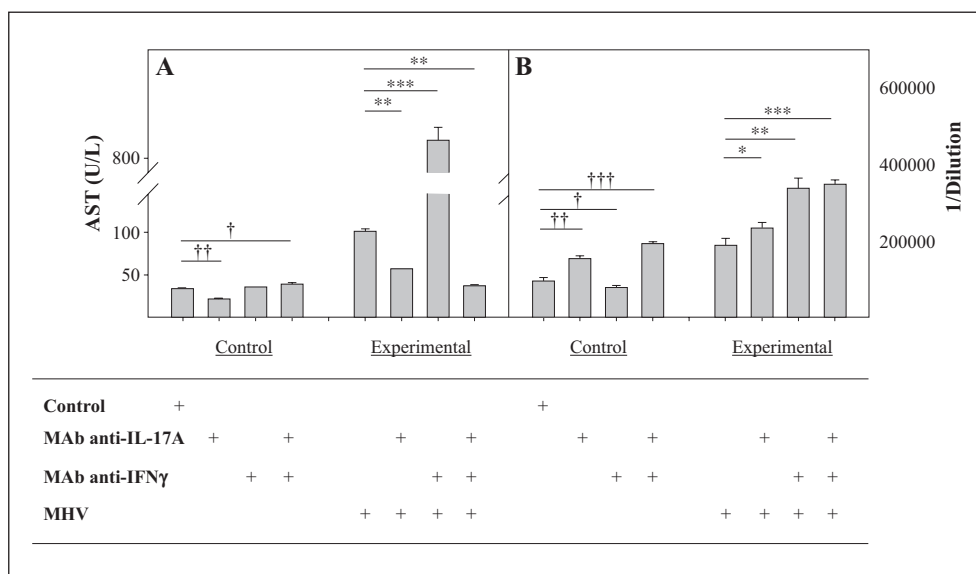 A
B
**
***
**
***
**
*
AST (U/L)
800
100
50
†
††
†††
†
††
600000
400000
200000
1/Dilution
Control
Experimental
Control
Experimental
Control + +
MAb anti-IL-17A + + + + + + + +
MAb anti-IFNγ + + + + + + + +
MHV + + + + + + + +